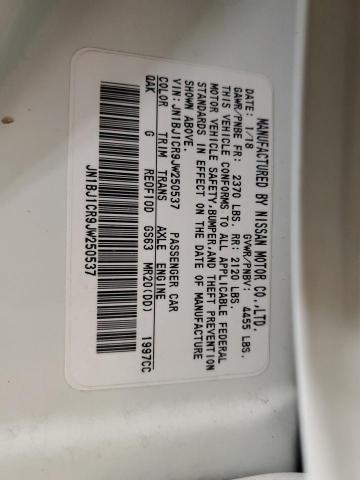 MANUFACTURED BY NISSAN MOTOR CO.,LTD.
DATE: 1/18 GVWR/PNBV: 4455 LBS.
GAWR/PNBE FR: 2370 LBS. RR: 2120 LBS.
THIS VEHICLE CONFORMS TO ALL APPLICABLE FEDERAL
MOTOR VEHICLE SAFETY,BUMPER,AND THEFT PREVENTION
STANDARDS IN EFFECT ON THE DATE OF MANUFACTURE
SHOWN ABOVE.
VIN:JN1BJ1CR9JW250537 PASSENGER CAR
COLOR TRIM TRANS AXLE ENGINE
QAK G RE0F10D GS63 MR20(DD) 1997CC
JN1BJ1CR9JW250537